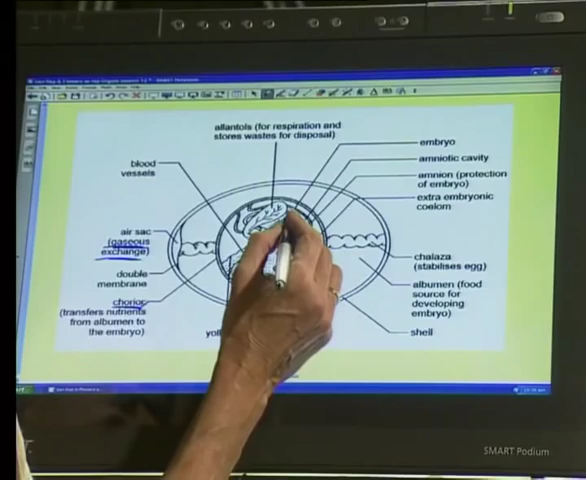 allantois (for respiration and
stores wastes for disposal)
embryo
amniotic cavity
amnion (protection
of embryo)
extra embryonic
coelom
blood
vessels
air sac
(gaseous
exchange)
double
membrane
chorion
(transfers nutrients
from albumen to
the embryo)
chalaza
(stabilises egg)
albumen (food
source for
developing
embryo)
shell
SMART Podium